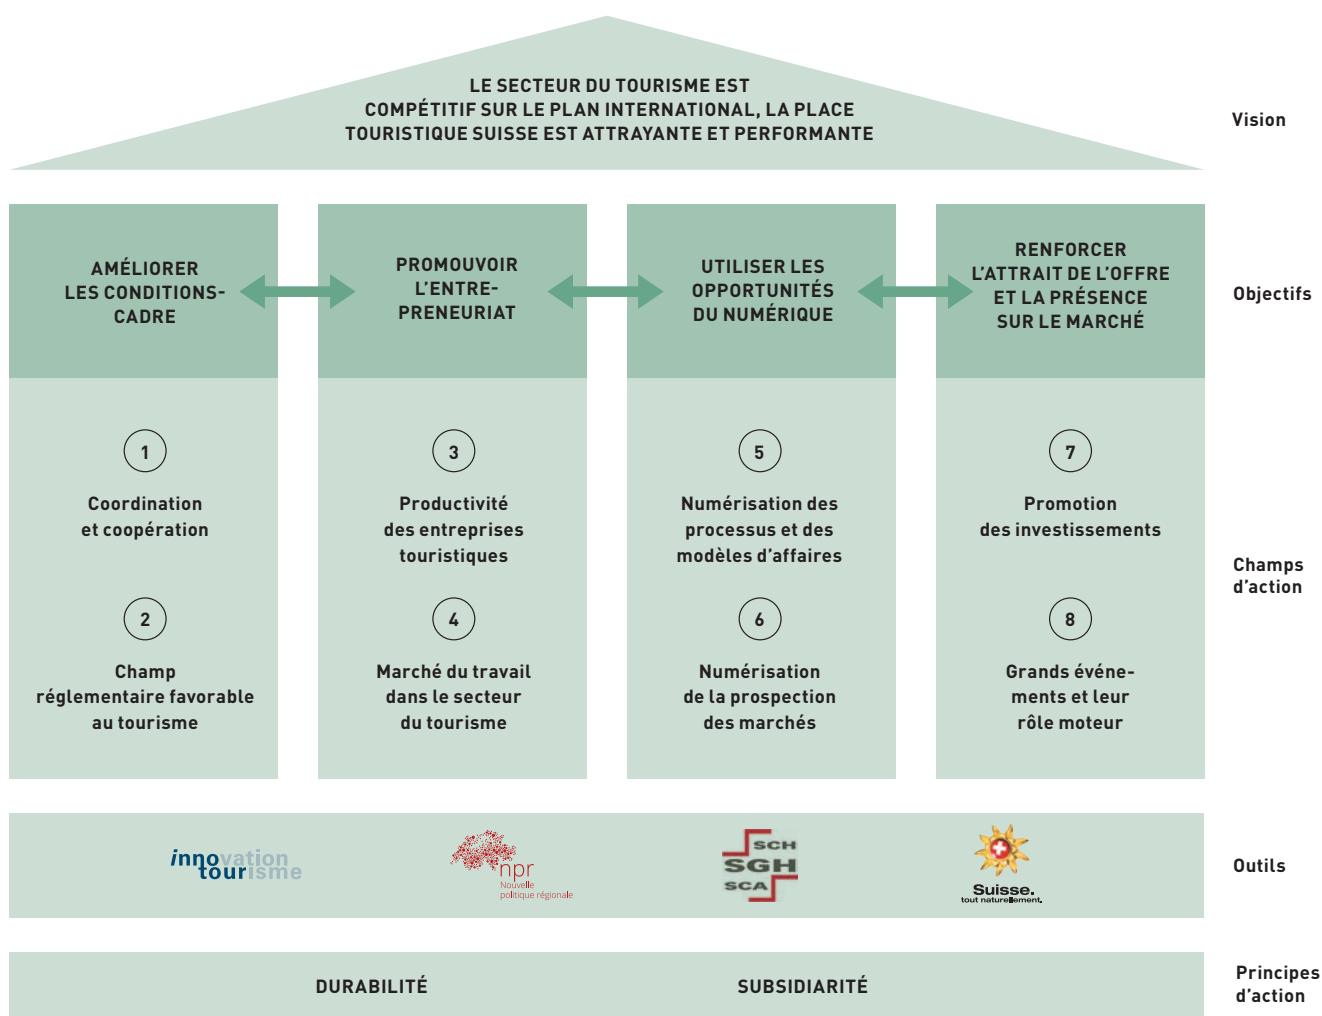 LE SECTEUR DU TOURISME EST
COMPÉTITIF SUR LE PLAN INTERNATIONAL, LA PLACE
TOURISTIQUE SUISSE EST ATTRAYANTE ET PERFORMANTE
Vision
AMÉLIORER
LES CONDITIONS-
CADRE
PROMOUVOIR
L’ENTRE-
PRENEURIAT
UTILISER LES
OPPORTUNITÉS
DU NUMÉRIQUE
RENFORCER
L’ATTRAIT DE L’OFFRE
ET LA PRÉSENCE
SUR LE MARCHÉ
Objectifs
1
Coordination
et coopération
2
Champ
réglementaire favorable
au tourisme
3
Productivité
des entreprises
touristiques
4
Marché du travail
dans le secteur
du tourisme
5
Numérisation des
processus et des
modèles d’affaires
6
Numérisation
de la prospection
des marchés
7
Promotion
des investissements
8
Grands événe-
ments et leur
rôle moteur
Champs
d’action
innovation
tourisme
npr
Nouvelle
politique régionale
SCH
SGH
SCA
Suisse.
tout naturellement.
Outils
DURABILITÉ
SUBSIDIARITÉ
Principes
d’action